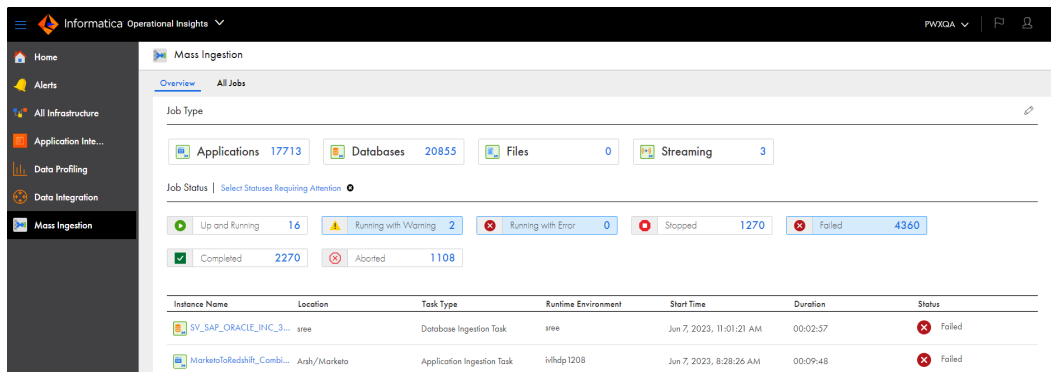 Informatica Operational Insights
PWXQA
Home
Alerts
All Infrastructure
Application Inte...
Data Profiling
Data Integration
Mass Ingestion
Mass Ingestion
Overview All Jobs
Job Type
Applications 17713 Databases 20855 Files 0 Streaming 3
Job Status | Select Statuses Requiring Attention
Up and Running 16 Running with Warning 2 Running with Error 0 Stopped 1270 Failed 4360
Completed 2270 Aborted 1108
Instance Name Location Task Type Runtime Environment Start Time Duration Status
SV_SAP_ORACLE_INC_3... sree Database Ingestion Task sree Jun 7, 2023, 11:01:21 AM 00:02:57 Failed
MarketoToRedshift_Combi... Arsh/Marketo Application Ingestion Task ivlhdp1208 Jun 7, 2023, 8:28:26 AM 00:09:48 Failed